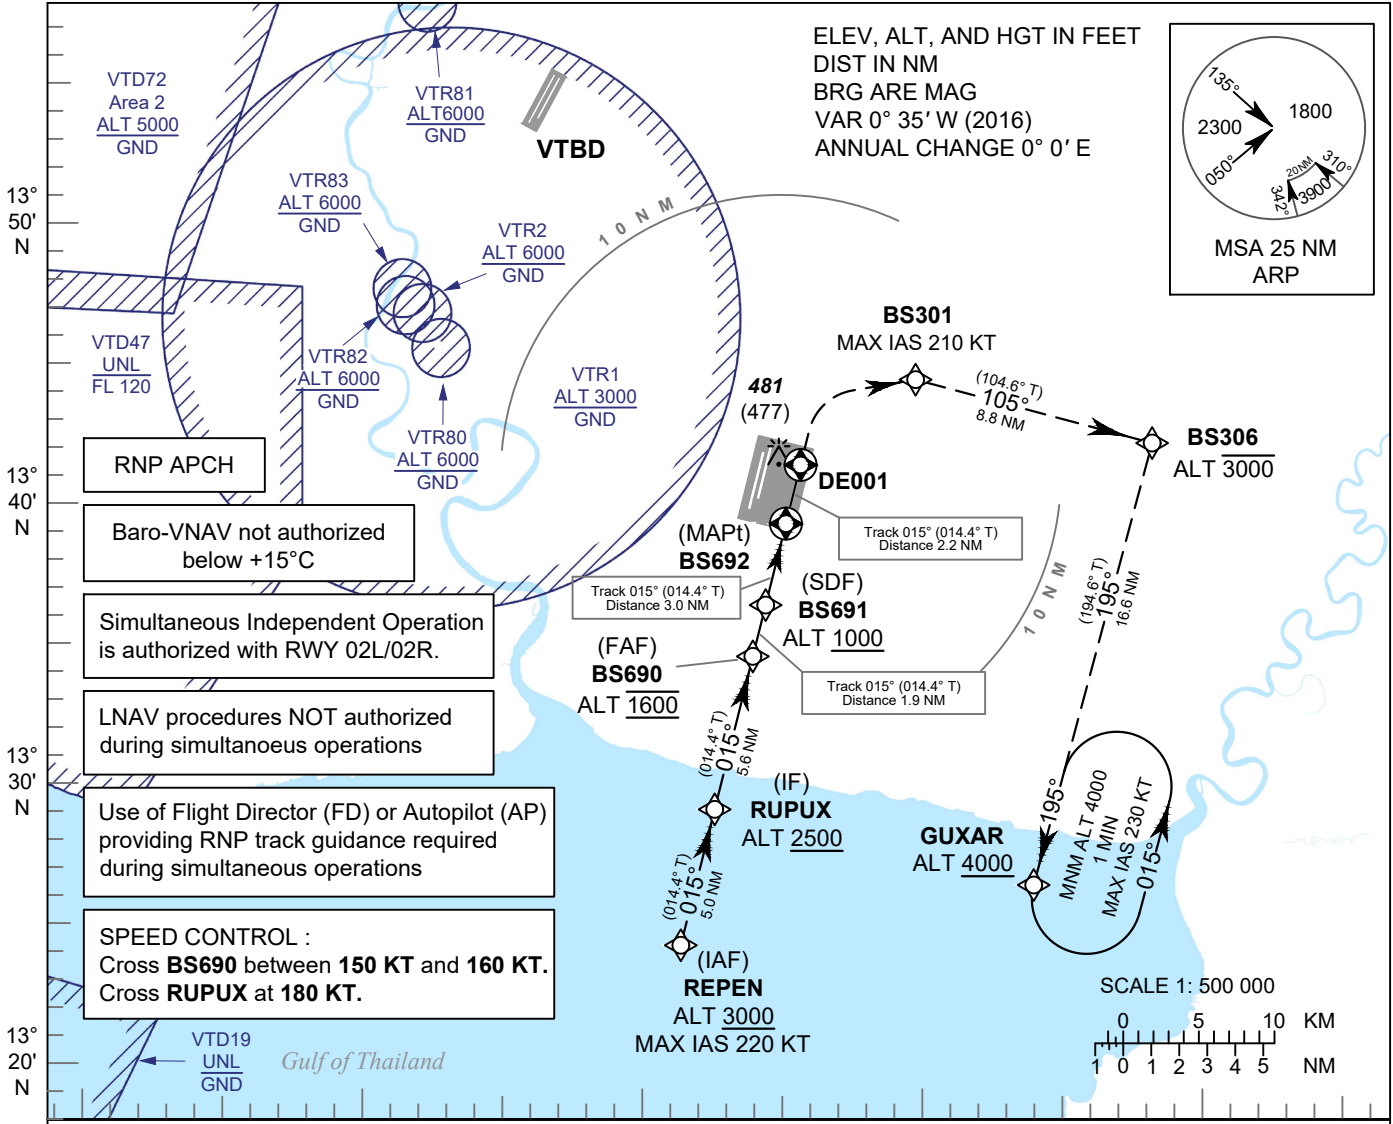 ELEV, ALT, AND HGT IN FEET
DIST IN NM
BRG ARE MAG
VAR 0° 35' W (2016)
ANNUAL CHANGE 0° 0' E
135°
1800
2300
050°
20NM
310°
342°
3900
MSA 25 NM
ARP
VTD72
Area 2
ALT 5000
GND
VTR81
ALT6000
GND
VTBD
VTR83
ALT 6000
GND
VTR2
ALT 6000
GND
10 NM
13°
50'
N
VTD47
UNL
FL 120
VTR82
ALT 6000
GND
VTR1
ALT 3000
GND
VTR80
ALT 6000
GND
BS301
MAX IAS 210 KT
(104.6° T)
105°
8.8 NM
BS306
ALT 3000
481
(477)
DE001
13°
40'
N
RNP APCH
Baro-VNAV not authorized
below +15°C
(MAPt)
BS692
Track 015° (014.4° T)
Distance 2.2 NM
Track 015° (014.4° T)
Distance 3.0 NM
(SDF)
BS691
ALT 1000
10 NM
(194.6° T)
195°
16.6 NM
Simultaneous Independent Operation
is authorized with RWY 02L/02R.
(FAF)
BS690
ALT 1600
Track 015° (014.4° T)
Distance 1.9 NM
LNAV procedures NOT authorized
during simultanoeus operations
(014.4° T)
015°
5.6 NM
13°
30'
N
(IF)
RUPUX
ALT 2500
Use of Flight Director (FD) or Autopilot (AP)
providing RNP track guidance required
during simultaneous operations
GUXAR
ALT 4000
195°
MNM ALT 4000
1 MIN
MAX IAS 230 KT
015°
(014.4° T)
015°
5.0 NM
SPEED CONTROL :
Cross BS690 between 150 KT and 160 KT.
Cross RUPUX at 180 KT.
(IAF)
REPEN
ALT 3000
MAX IAS 220 KT
13°
20'
N
VTD19
UNL
GND
Gulf of Thailand
SCALE 1: 500 000
0 5 10 KM
1 0 1 2 3 4 5 NM